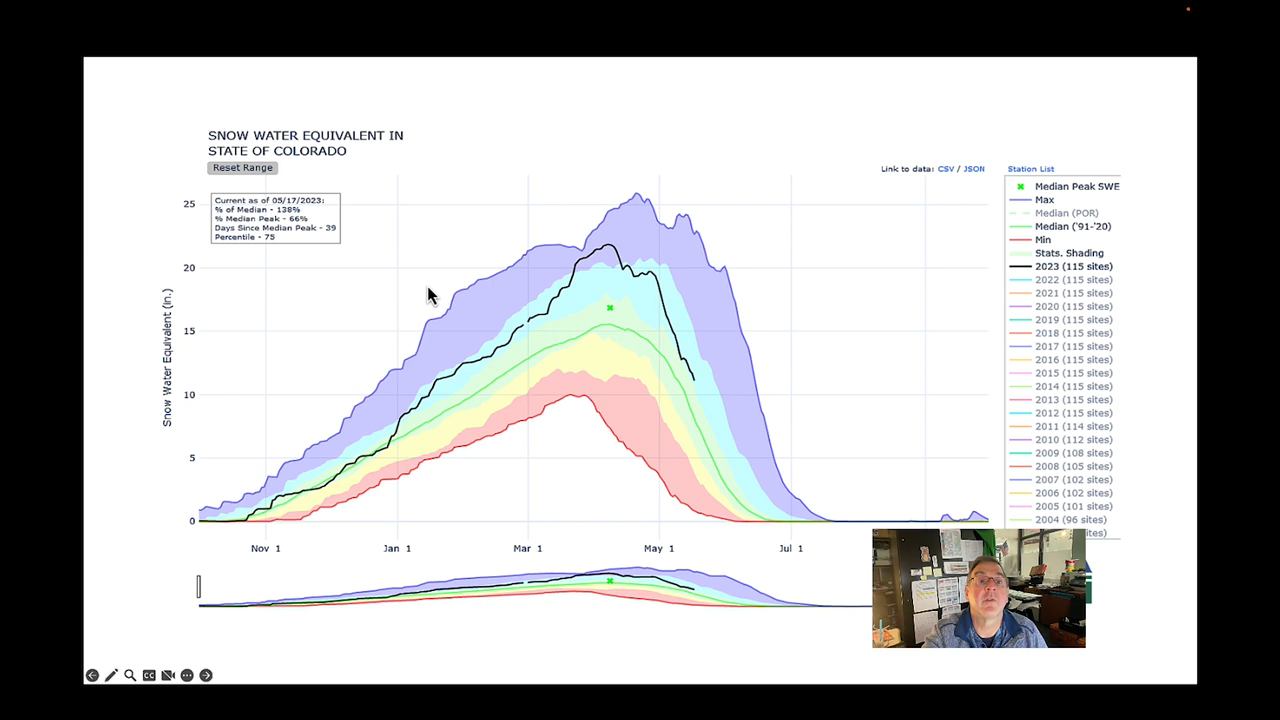 SNOW WATER EQUIVALENT IN
STATE OF COLORADO
Reset Range
Link to data: CSV / JSON
Station List
Current as of 05/17/2023:
% of Median - 138%
% Median Peak - 66%
Days Since Median Peak - 39
Percentile - 75
Median Peak SWE
Max
Median (POR)
Median ('91-'20)
Min
Stats. Shading
2023 (115 sites)
2022 (115 sites)
2021 (115 sites)
2020 (115 sites)
2019 (115 sites)
2018 (115 sites)
2017 (115 sites)
2016 (115 sites)
2015 (115 sites)
2014 (115 sites)
2013 (115 sites)
2012 (115 sites)
2011 (114 sites)
2010 (112 sites)
2009 (108 sites)
2008 (105 sites)
2007 (102 sites)
2006 (102 sites)
2005 (101 sites)
2004 (96 sites)
ites)
Snow Water Equivalent (in.)
25
20
15
10
5
0
Nov 1
Jan 1
Mar 1
May 1
Jul 1
CC